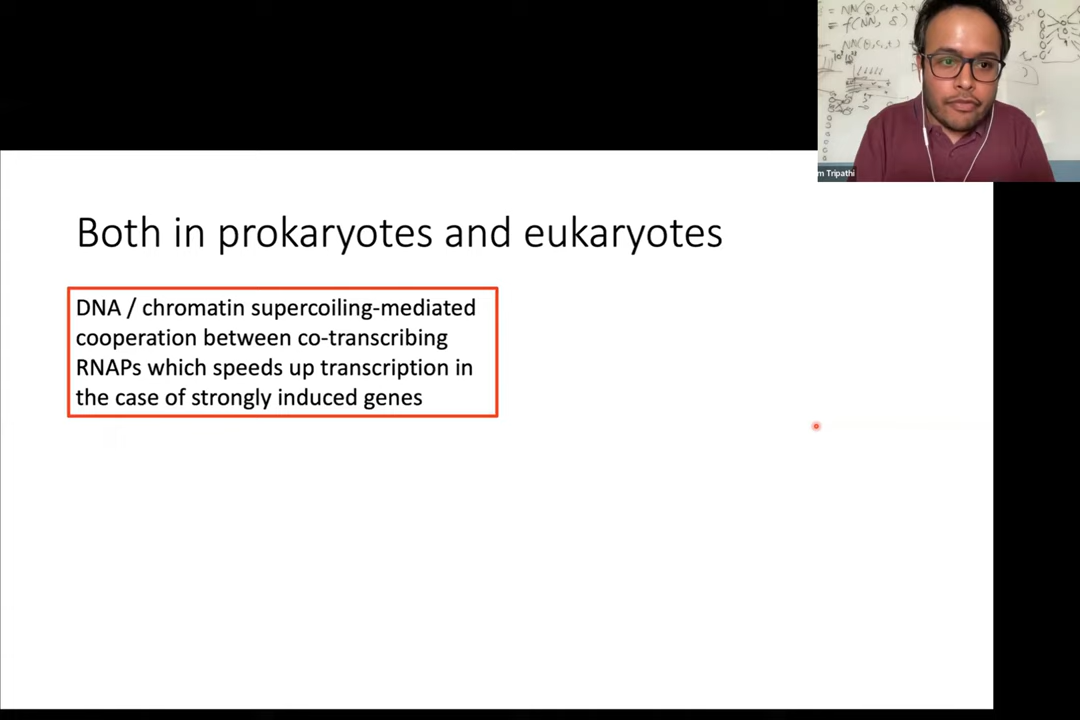 Both in prokaryotes and eukaryotes
DNA / chromatin supercoiling-mediated
cooperation between co-transcribing
RNAPs which speeds up transcription in
the case of strongly induced genes
m Tripathi